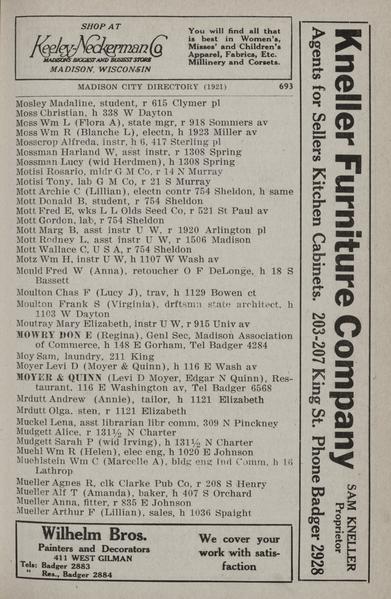 SHOP AT
Keeley-Neckerman Co
MADISON'S BIGGEST AND BUSIEST STORE
MADISON, WISCONSIN
You will find all that
is best in Women's,
Misses' and Children's
Apparel, Fabrics, Etc.
Millinery and Corsets.
MADISON CITY DIRECTORY (1921) 693
Mosley Madaline, student, r 615 Clymer pl
Moss Christian, h 338 W Dayton
Moss Wm L (Flora A), state mgr, r 918 Sommers av
Moss Wm R (Blanche L), electn, h 1923 Miller av
Mosscrop Alfreda, instr, h 6, 417 Sterling pl
Mossman Harland W, asst instr, r 1308 Spring
Mossman Lucy (wid Herdmen), h 1308 Spring
Motisi Rosario, mldr G M Co, r 14 N Murray
Motisi Tony, lab G M Co, r 21 S Murray
Mott Archie C (Lillian), electn contr 754 Sheldon, h same
Mott Donald B, student, r 754 Sheldon
Mott Fred E, wks L L Olds Seed Co, r 521 St Paul av
Mott Gordon, lab, r 754 Sheldon
Mott Marg B, asst instr U W, r 1920 Arlington pl
Mott Rodney L, asst instr U W, r 1506 Madison
Mott Wallace C, U S A, r 754 Sheldon
Motz Wm H, instr U W, h 1107 W Wash av
Mould Fred W (Anna), retoucher O F DeLonge, h 18 S
Bassett
Moulton Chas F (Lucy J), trav, h 1129 Bowen ct
Moulton Frank S (Virginia), drftsmn state architect, h
1103 W Dayton
Moutray Mary Elizabeth, instr U W, r 915 Univ av
MOWRY DON E (Regina), Genl Sec, Madison Association
of Commerce, h 148 E Gorham, Tel Badger 4284
Moy Sam, laundry, 211 King
Moyer Levi D (Moyer & Quinn), h 116 E Wash av
MOYER & QUINN (Levi D Moyer, Edgar N Quinn), Res-
taurant, 116 E Washington av, Tel Badger 6568
Mrdutt Andrew (Annie), tailor, h 1121 Elizabeth
Mrdutt Olga, sten, r 1121 Elizabeth
Muckel Lena, asst librarian libr comm, 309 N Pinckney
Mudgett Alice, r 131½ N Charter
Mudgett Sarah P (wid Irving), h 131½ N Charter
Muehl Wm R (Helen), elec eng, h 1020 E Johnson
Muehlstein Wm C (Marcelle A), bldg eng Ind Comm, h 16
Lathrop
Mueller Agnes R, clk Clarke Pub Co, r 208 S Henry
Mueller Alf T (Amanda), baker, h 407 S Orchard
Mueller Anna, fitter, r 835 E Johnson
Mueller Arthur F (Lillian), sales, h 1036 Spaight
Wilhelm Bros.
Painters and Decorators
411 WEST GILMAN
Tels: Badger 2883
" Res., Badger 2884
We cover your
work with satis-
faction
Kneller Furniture Company
SAM KNELLER
Proprietor
Agents for Sellers Kitchen Cabinets. 203-207 King St. Phone Badger 2928